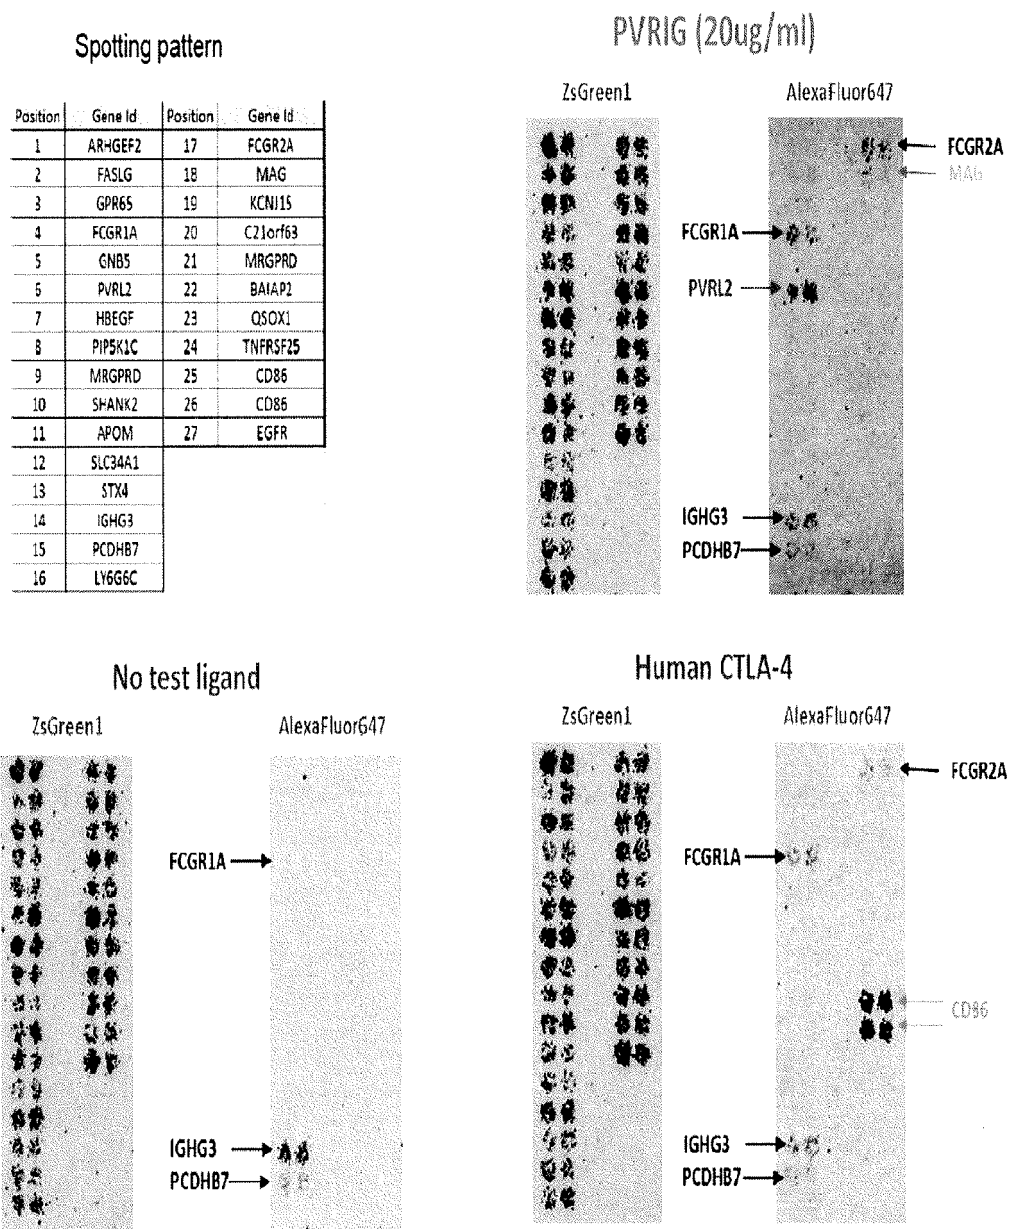 Spotting pattern
Position Gene Id Position Gene Id
1 ARHGEF2 17 FCGR2A
2 FASLG 18 MAG
3 GPR65 19 KCNJ15
4 FCGR1A 20 C21orf63
5 GNB5 21 MRGPRD
6 PVRL2 22 BAIAP2
7 HBEGF 23 QSOX1
8 PIP5K1C 24 TNFRSF25
9 MRGPRD 25 CD86
10 SHANK2 26 CD86
11 APOM 27 EGFR
12 SLC34A1
13 STX4
14 IGHG3
15 PCDHB7
16 LY6G6C
PVRIG (20ug/ml)
ZsGreen1 AlexaFluor647
FCGR2A
MAG
FCGR1A
PVRL2
IGHG3
PCDHB7
No test ligand
ZsGreen1 AlexaFluor647
FCGR1A
IGHG3
PCDHB7
Human CTLA-4
ZsGreen1 AlexaFluor647
FCGR2A
FCGR1A
CD86
IGHG3
PCDHB7